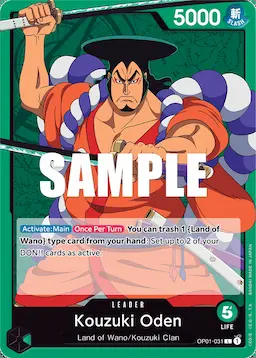 5000
斬
SLASH
SAMPLE
Activate:Main Once Per Turn You can trash 1 {Land of
Wano} type card from your hand: Set up to 2 of your
DON!! cards as active.
LEADER
Kouzuki Oden
Land of Wano/Kouzuki Clan
5
LIFE
OP01-031 L